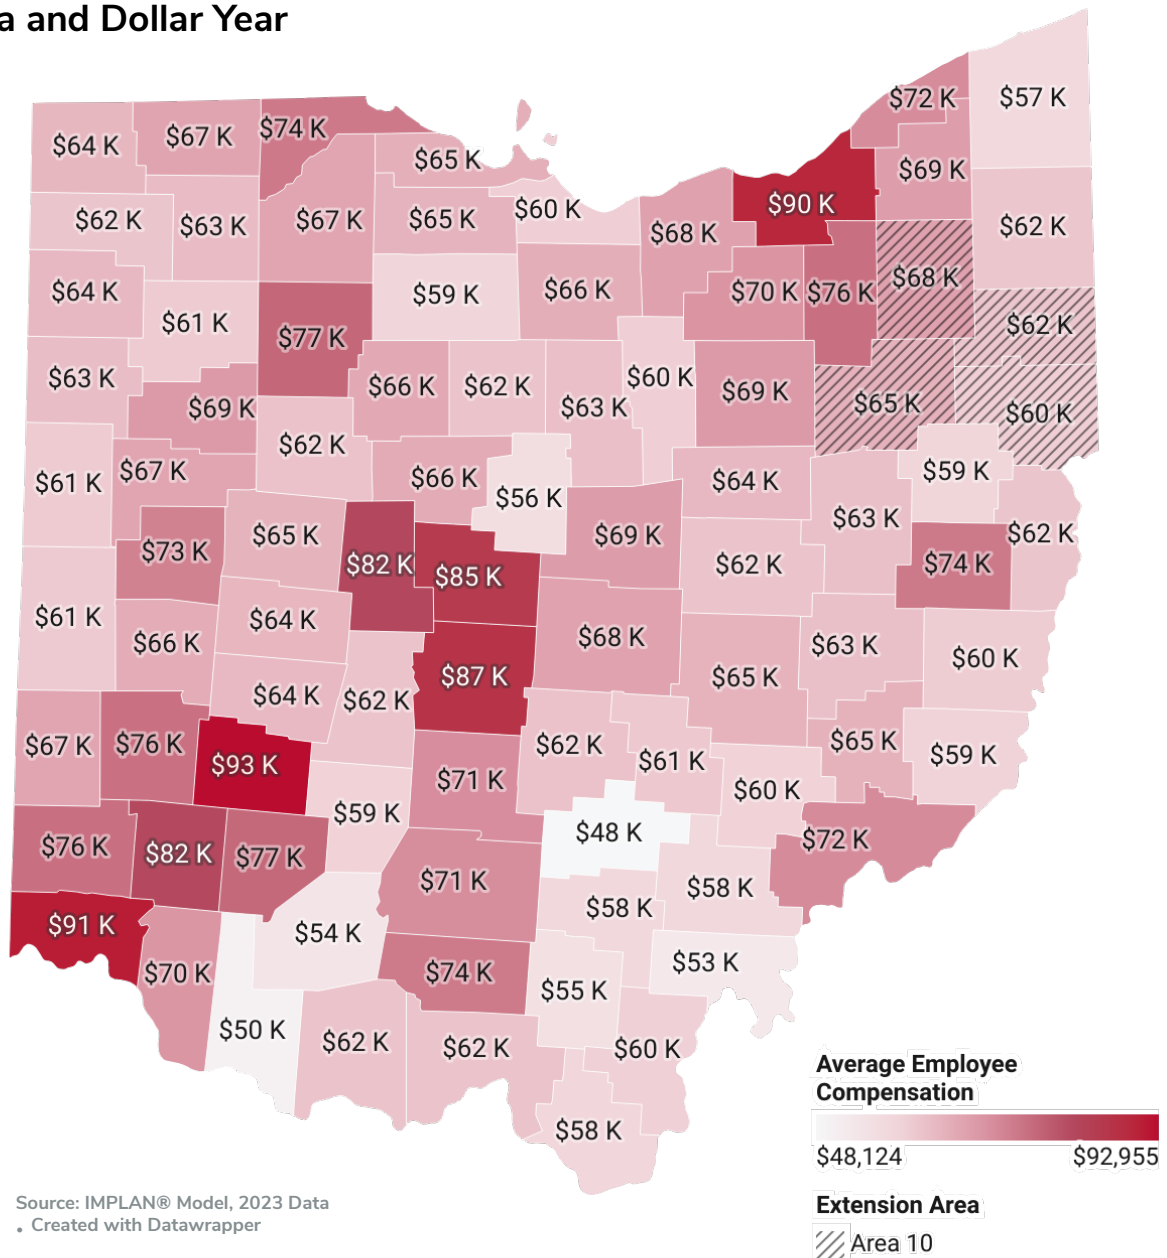 a and Dollar Year
$57 K
$72 K
$74 K
$67 K
$64 K
$65 K
$69 K
$90 K
$60 K
$62 K
$63 K
$67 K
$65 K
$68 K
$62 K
$68 K
$64 K
$59 K
$66 K
$70 K
$76 K
$61 K
$77 K
$62 K
$63 K
$66 K
$62 K
$60 K
$69 K
$69 K
$63 K
$65 K
$60 K
$62 K
$67 K
$61 K
$66 K
$56 K
$64 K
$59 K
$63 K
$73 K
$65 K
$69 K
$62 K
$82 K
$85 K
$62 K
$74 K
$61 K
$64 K
$66 K
$68 K
$63 K
$60 K
$87 K
$65 K
$64 K
$62 K
$67 K
$76 K
$62 K
$65 K
$93 K
$61 K
$59 K
$71 K
$60 K
$59 K
$48 K
$72 K
$76 K
$82 K
$77 K
$71 K
$58 K
$58 K
$91 K
$54 K
$53 K
$70 K
$74 K
$55 K
$50 K
$62 K
$62 K
$60 K
$58 K
Average Employee
Compensation
$48,124 $92,955
Extension Area
Area 10
Source: IMPLAN® Model, 2023 Data
. Created with Datawrapper